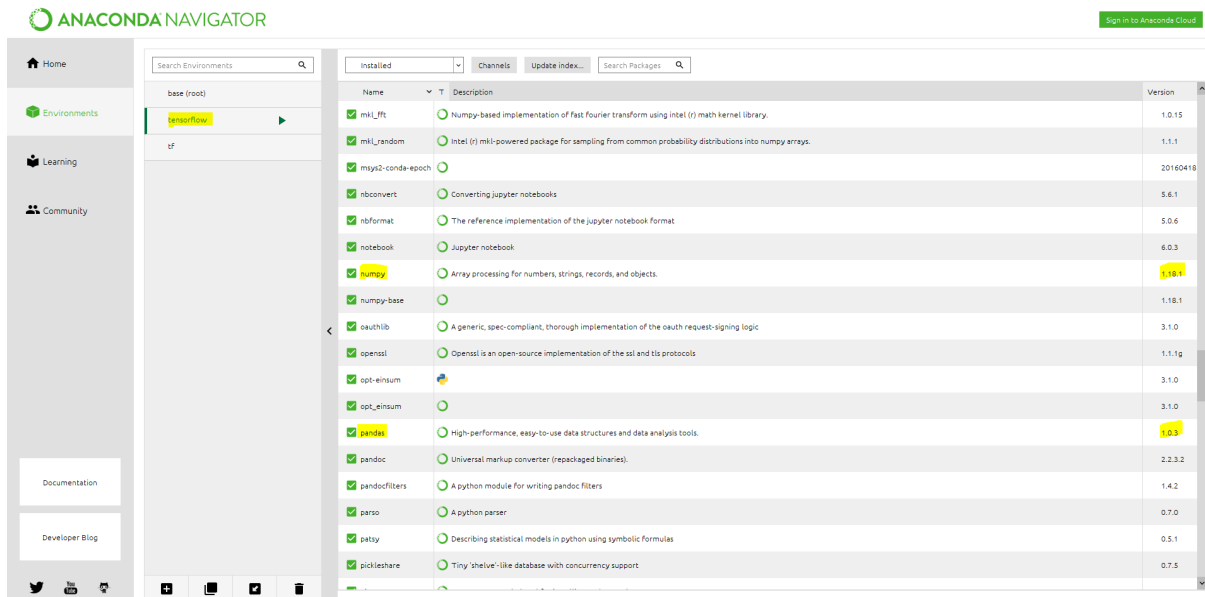 ANACONDA NAVIGATOR
Sign in to Anaconda Cloud
Home
Environments
Learning
Community
Documentation
Developer Blog
You Tube
Search Environments
base (root)
tensorflow
tf
Installed Channels Update index... Search Packages
Name T Description Version
mkl_fft Numpy-based implementation of fast fourier transform using intel (r) math kernel library. 1.0.15
mkl_random Intel (r) mkl-powered package for sampling from common probability distributions into numpy arrays. 1.1.1
msys2-conda-epoch 20160418
nbconvert Converting jupyter notebooks 5.6.1
nbformat The reference implementation of the jupyter notebook format 5.0.6
notebook Jupyter notebook 6.0.3
numpy Array processing for numbers, strings, records, and objects. 1.18.1
numpy-base 1.18.1
oauthlib A generic, spec-compliant, thorough implementation of the oauth request-signing logic 3.1.0
openssl Openssl is an open-source implementation of the ssl and tls protocols 1.1.1g
opt-einsum 3.1.0
opt_einsum 3.1.0
pandas High-performance, easy-to-use data structures and data analysis tools. 1.0.3
pandoc Universal markup converter (repackaged binaries). 2.2.3.2
pandocfilters A python module for writing pandoc filters 1.4.2
parso A python parser 0.7.0
patsy Describing statistical models in python using symbolic formulas 0.5.1
pickleshare Tiny 'shelve'-like database with concurrency support 0.7.5